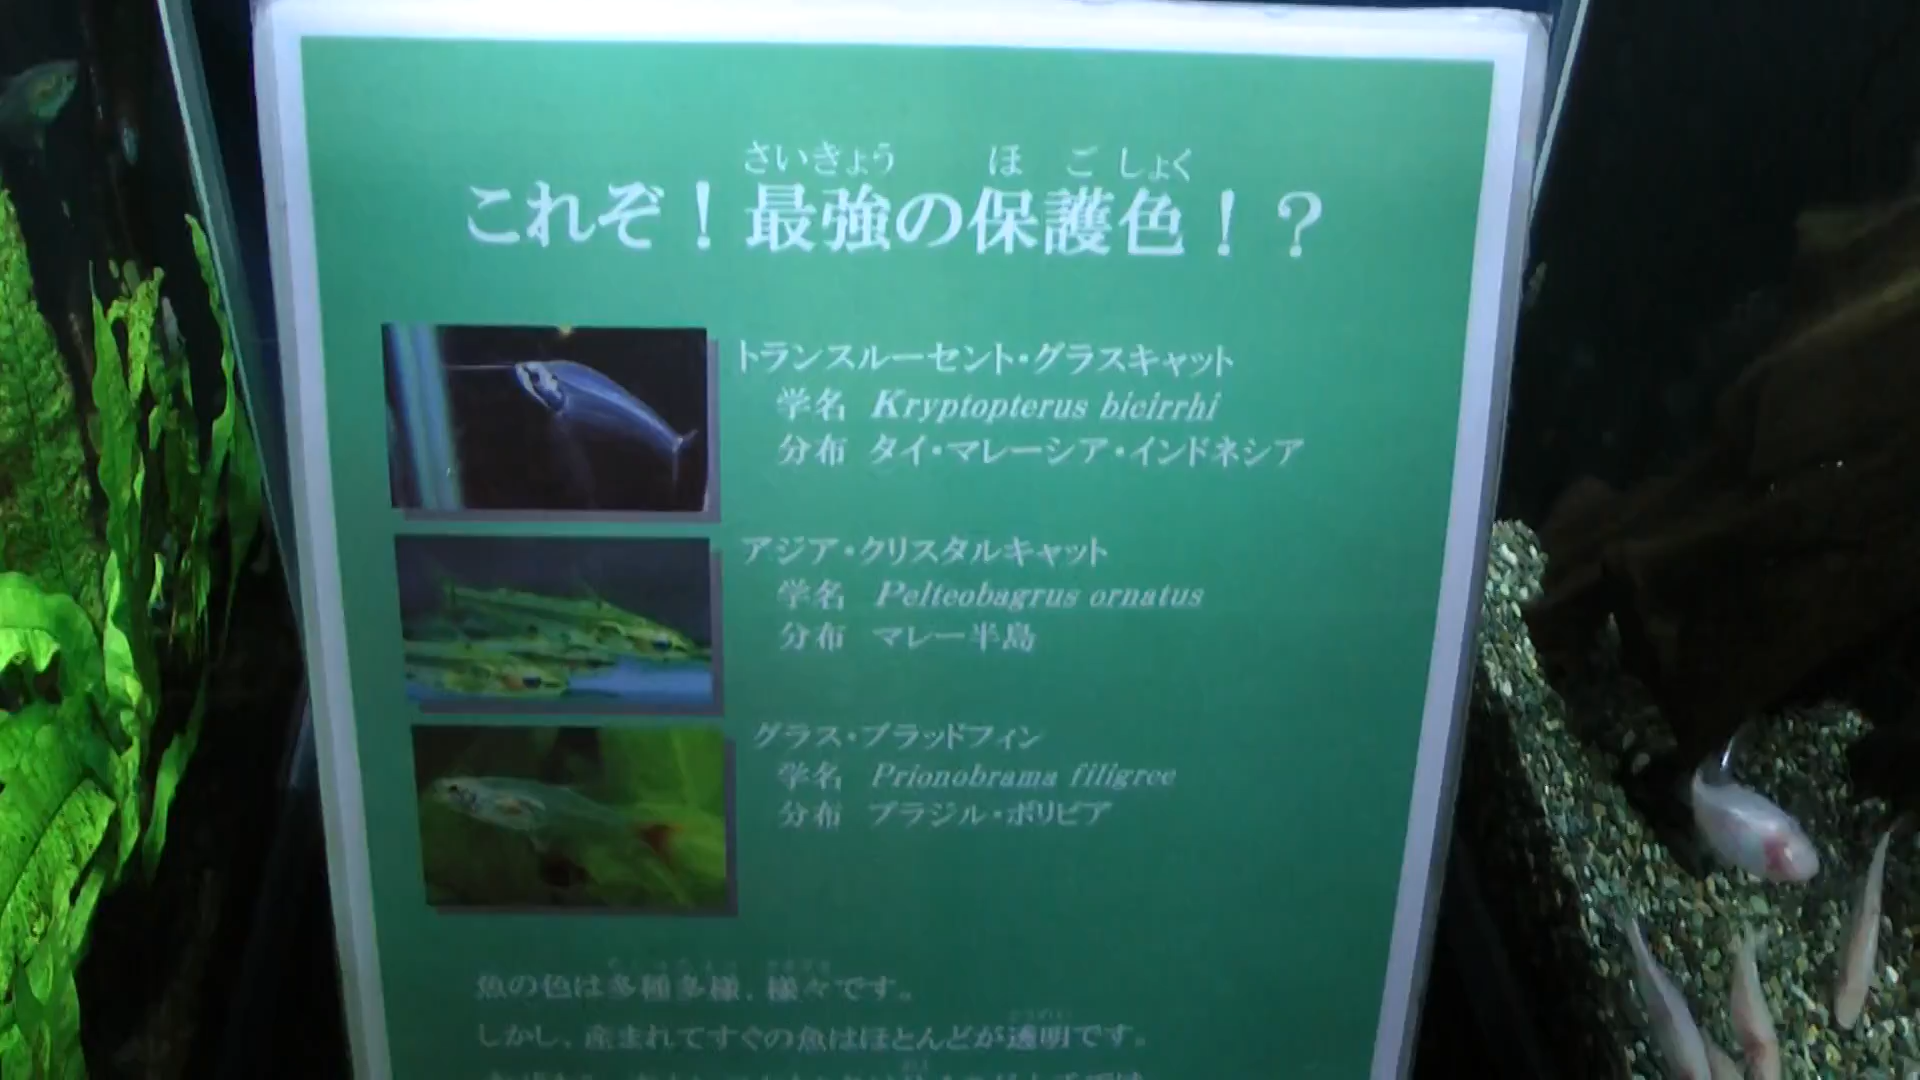 さいきょう ほごしょく
これぞ！最強の保護色！？
トランスルーセント・グラスキャット
学名 Kryptopterus bicirrhi
分布 タイ・マレーシア・インドネシア
アジア・クリスタルキャット
学名 Pelteobagrus ornatus
分布 マレー半島
グラス・ブラッドフィン
学名 Prionobrama filigree
分布 ブラジル・ボリビア
魚の色は多種多様、様々です。
しかし、産まれてすぐの魚はほとんどが透明です。